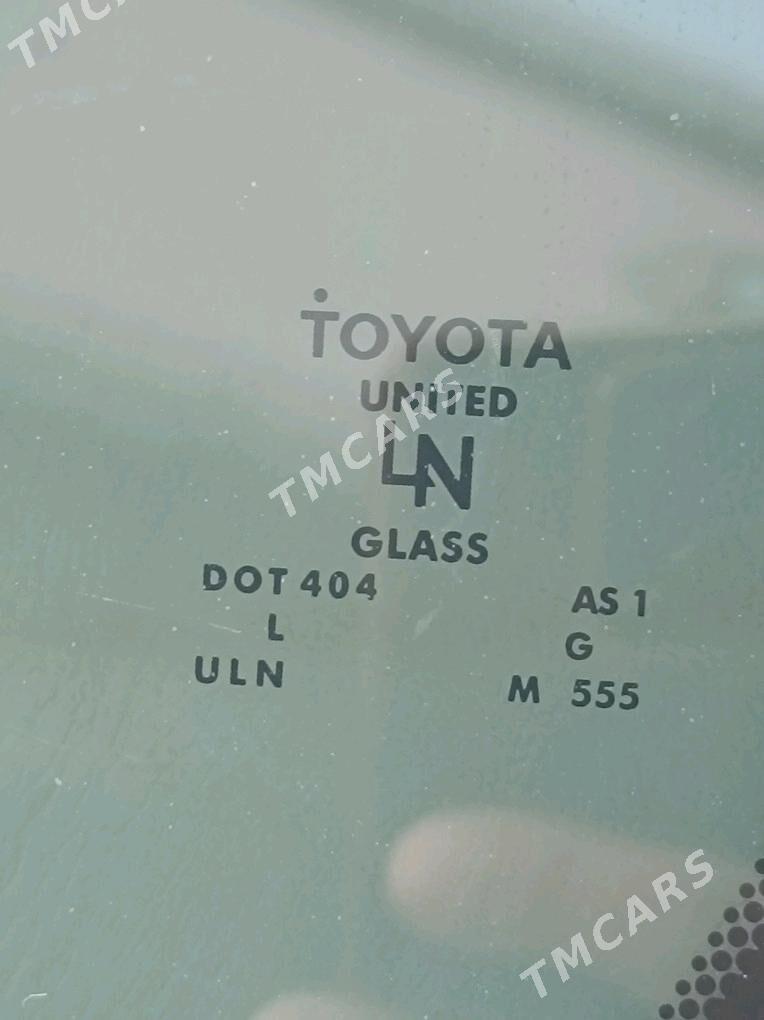 TMCARS
TOYOTA
UNITED
TMCARS
LN
GLASS
DOT 404 AS 1
L G
ULN M 555
TMCARS